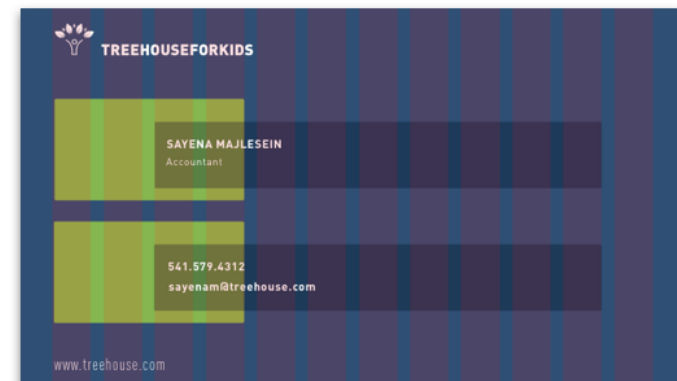 TREEHOUSEFORKIDS
SAYENA MAJLESEIN
Accountant
541.579.4312
sayenam@treehouse.com
www.treehouse.com